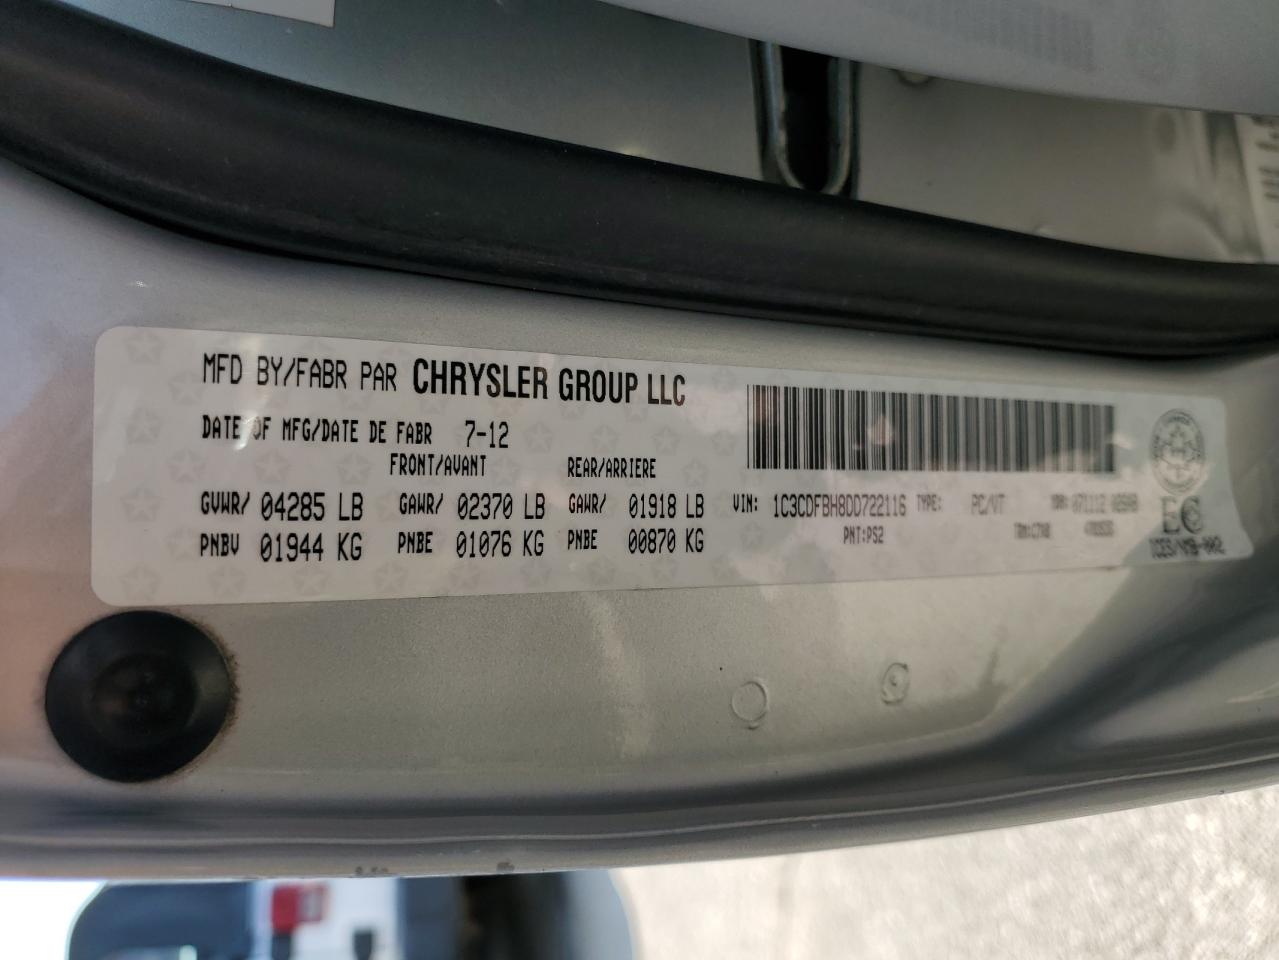 MFD BY/FABR PAR CHRYSLER GROUP LLC
DATE OF MFG/DATE DE FABR 7-12
FRONT/AVANT REAR/ARRIERE
GVWR/ 04285 LB GAWR/ 02370 LB GAWR/ 01918 LB VIN: 1C3CDFBH8DD722116 TYPE: PC/VT
PNBV 01944 KG PNBE 01076 KG PNBE 00870 KG PNT:PS2
EC